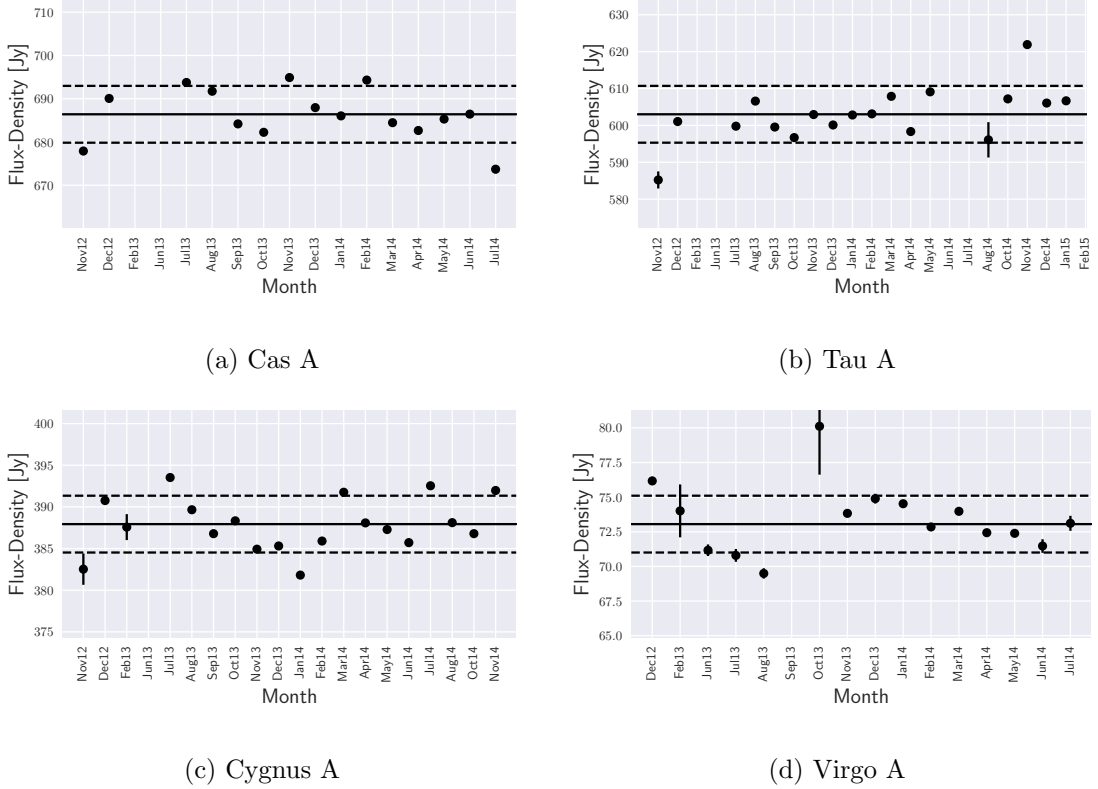 710
700
690
680
670
Flux-Density [Jy]
Nov12 Dec12 Feb13 Jun13 Jul13 Aug13 Sep13 Oct13 Nov13 Dec13 Jan14 Feb14 Mar14 Apr14 May14 Jun14 Jul14
Month
(a) Cas A
630
620
610
600
590
580
Flux-Density [Jy]
Nov12 Dec12 Feb13 Jun13 Jul13 Aug13 Sep13 Oct13 Nov13 Dec13 Jan14 Feb14 Mar14 Apr14 May14 Jun14 Jul14 Aug14 Oct14 Nov14 Dec14 Jan15 Feb15
Month
(b) Tau A
400
395
390
385
380
375
Flux-Density [Jy]
Nov12 Dec12 Feb13 Jun13 Jul13 Aug13 Sep13 Oct13 Nov13 Dec13 Jan14 Feb14 Mar14 Apr14 May14 Jun14 Jul14 Aug14 Oct14 Nov14
Month
(c) Cygnus A
80.0
77.5
75.0
72.5
70.0
67.5
65.0
Flux-Density [Jy]
Dec12 Feb13 Jun13 Jul13 Aug13 Sep13 Oct13 Nov13 Dec13 Jan14 Feb14 Mar14 Apr14 May14 Jun14 Jul14
Month
(d) Virgo A